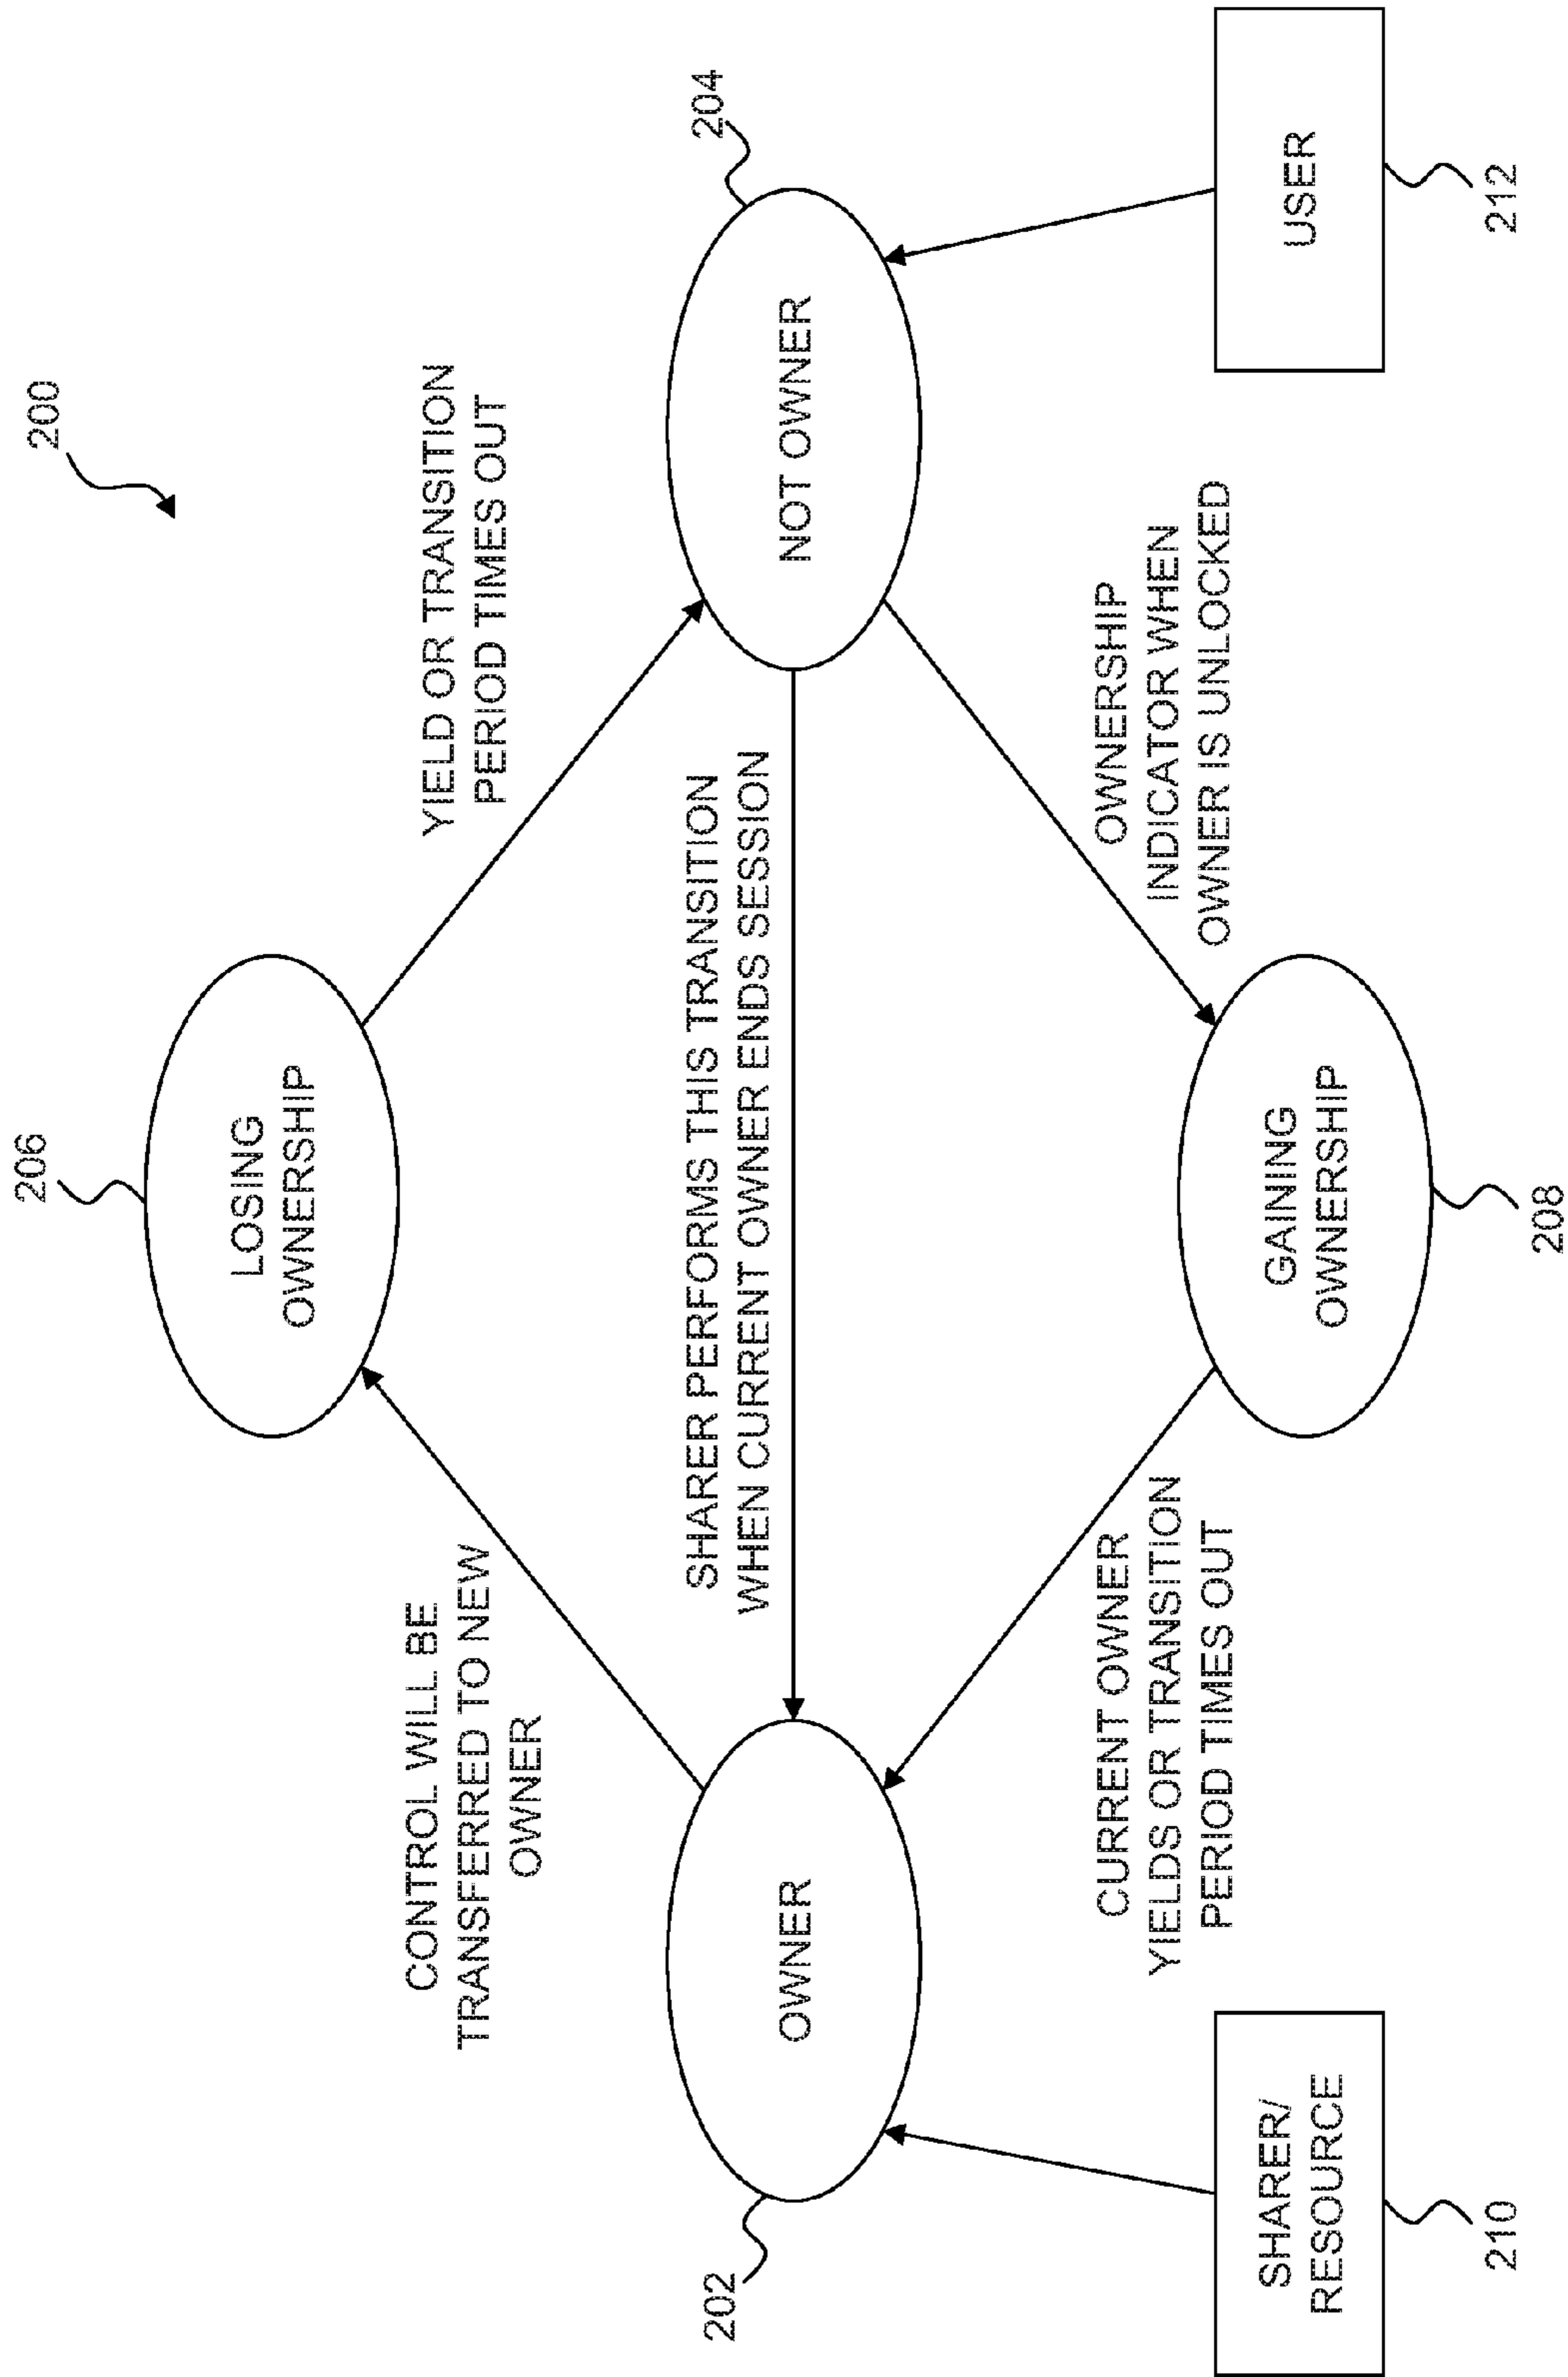 200
206
LOSING
OWNERSHIP
CONTROL WILL BE
TRANSFERRED TO NEW
OWNER
YIELD OR TRANSITION
PERIOD TIMES OUT
202
OWNER
SHARER PERFORMS THIS TRANSITION
WHEN CURRENT OWNER ENDS SESSION
NOT OWNER
204
CURRENT OWNER
YIELDS OR TRANSITION
PERIOD TIMES OUT
OWNERSHIP
INDICATOR WHEN
OWNER IS UNLOCKED
GAINING
OWNERSHIP
208
SHARER/
RESOURCE
210
USER
212